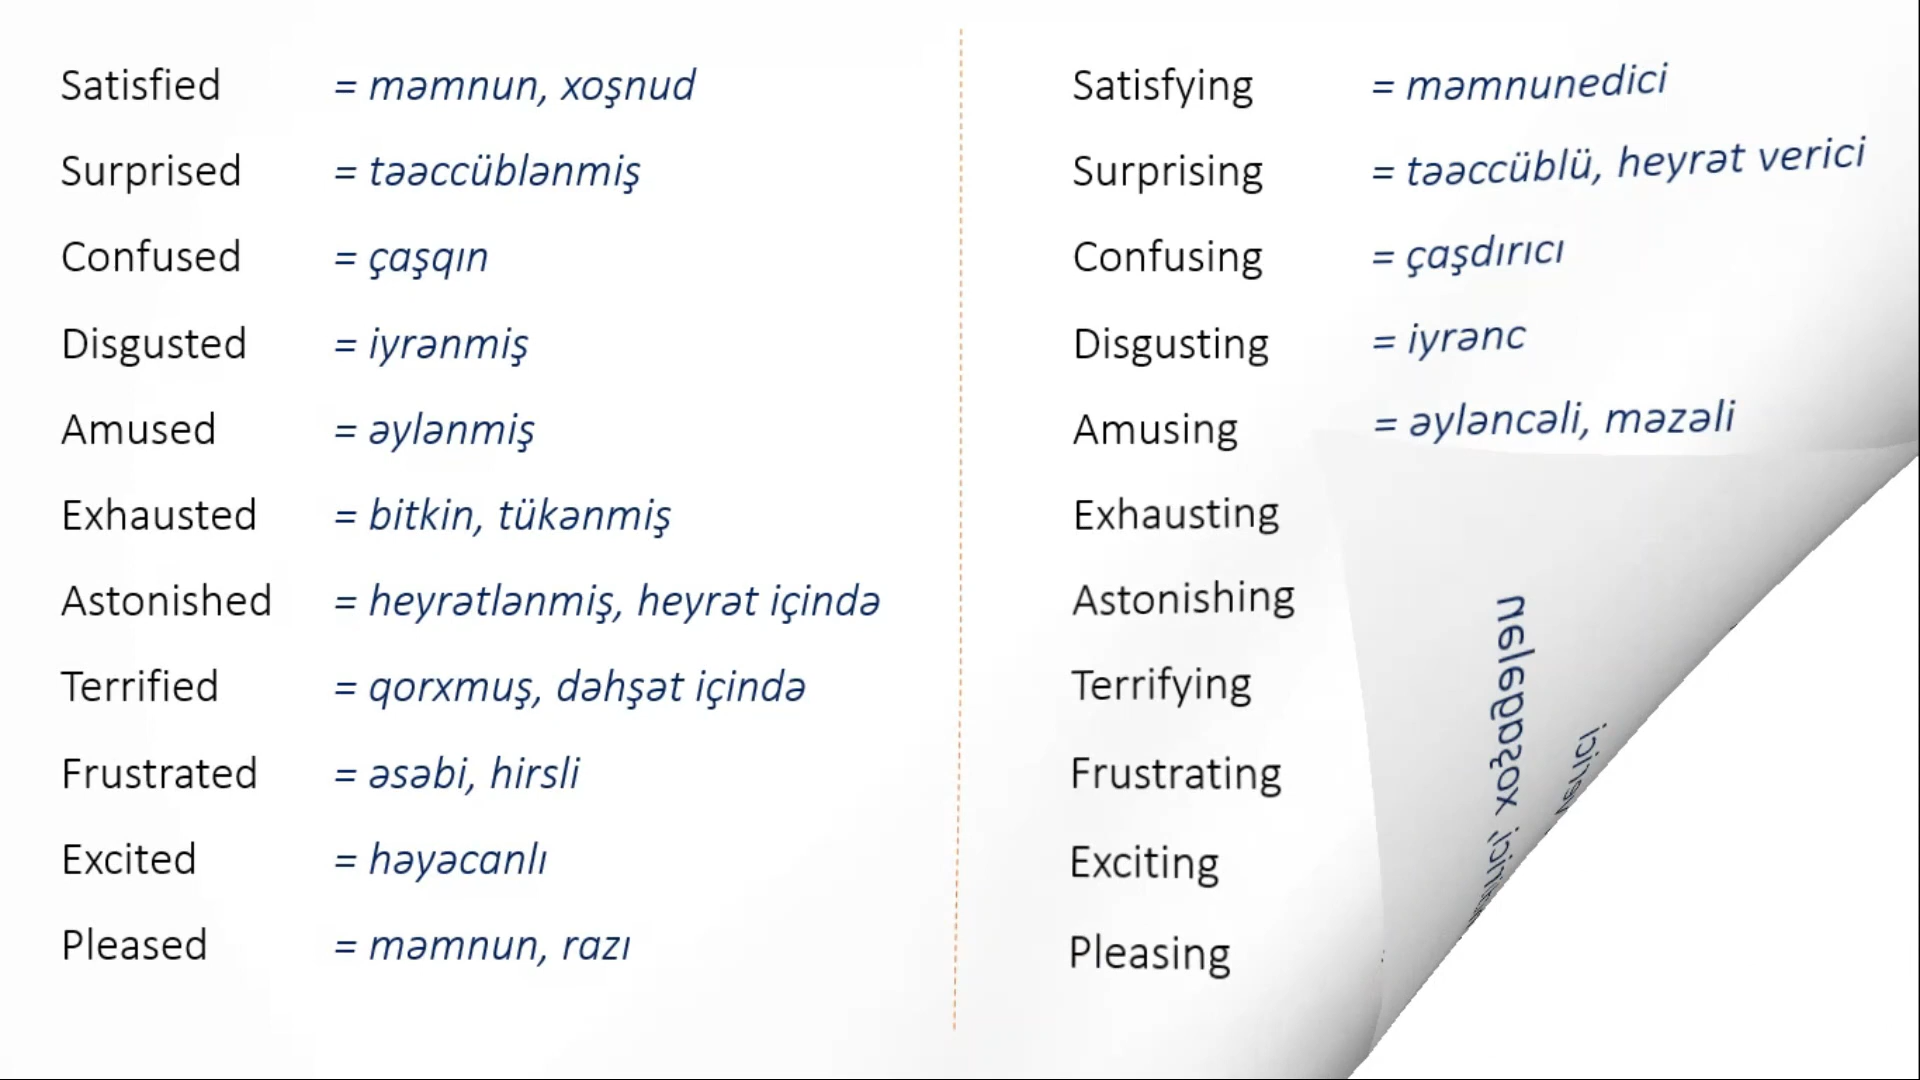 Satisfied = məmnun, xoşnud
Surprised = təəccüblənmiş
Confused = çaşqın
Disgusted = iyrənmiş
Amused = əylənmiş
Exhausted = bitkin, tükənmiş
Astonished = heyrətlənmiş, heyrət içində
Terrified = qorxmuş, dəhşət içində
Frustrated = əsəbi, hirsli
Excited = həyəcanlı
Pleased = məmnun, razı
Satisfying = məmnunedici
Surprising = təəccüblü, heyrət verici
Confusing = çaşdırıcı
Disgusting = iyrənc
Amusing = əyləncəli, məzəli
Exhausting
Astonishing
Terrifying
Frustrating
Exciting
Pleasing
xoşagələn